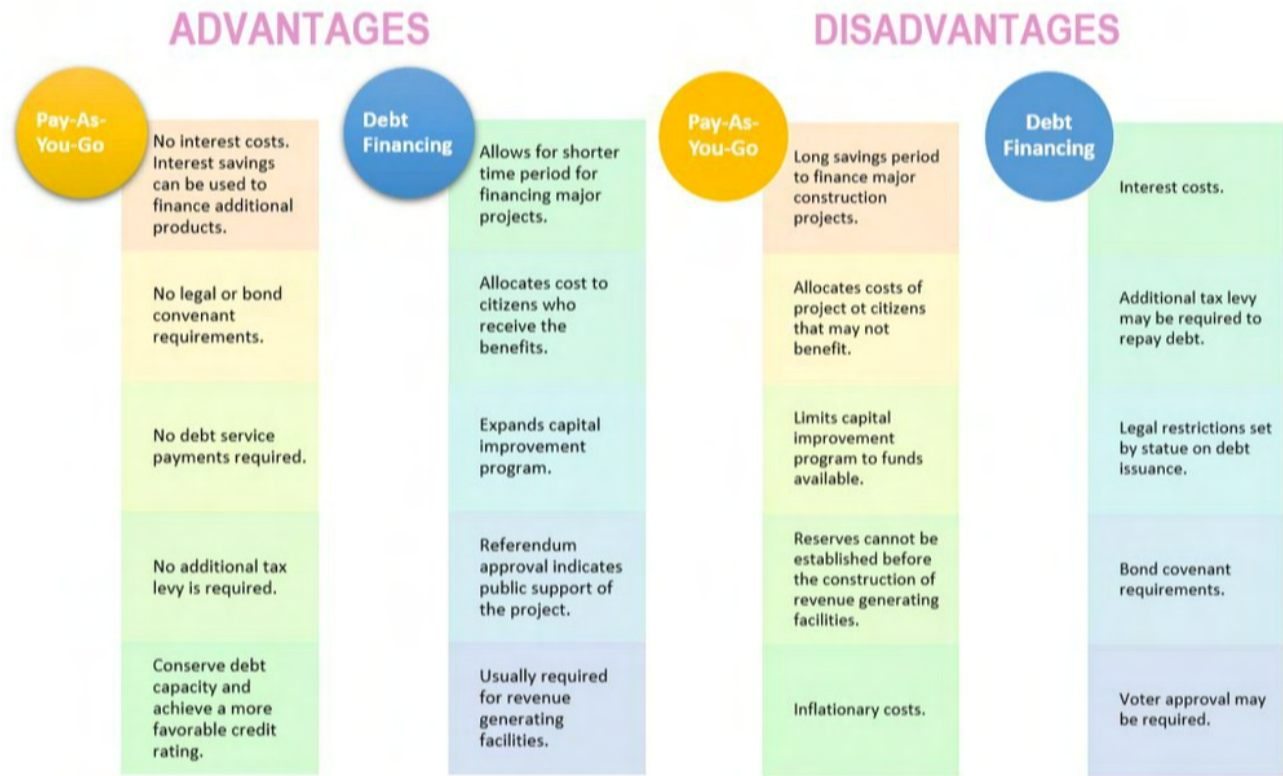 ADVANTAGES
Pay-As-
You-Go
No interest costs.
Interest savings
can be used to
finance additional
products.
No legal or bond
convenant
requirements.
No debt service
payments required.
No additional tax
levy is required.
Conserve debt
capacity and
achieve a more
favorable credit
rating.
Debt
Financing
Allows for shorter
time period for
financing major
projects.
Allocates cost to
citizens who
receive the
benefits.
Expands capital
improvement
program.
Referendum
approval indicates
public support of
the project.
Usually required
for revenue
generating
facilities.
DISADVANTAGES
Pay-As-
You-Go
Long savings period
to finance major
construction
projects.
Allocates costs of
project ot citizens
that may not
benefit.
Limits capital
improvement
program to funds
available.
Reserves cannot be
established before
the construction of
revenue generating
facilities.
Inflationary costs.
Debt
Financing
Interest costs.
Additional tax levy
may be required to
repay debt.
Legal restrictions set
by statue on debt
issuance.
Bond covenant
requirements.
Voter approval may
be required.